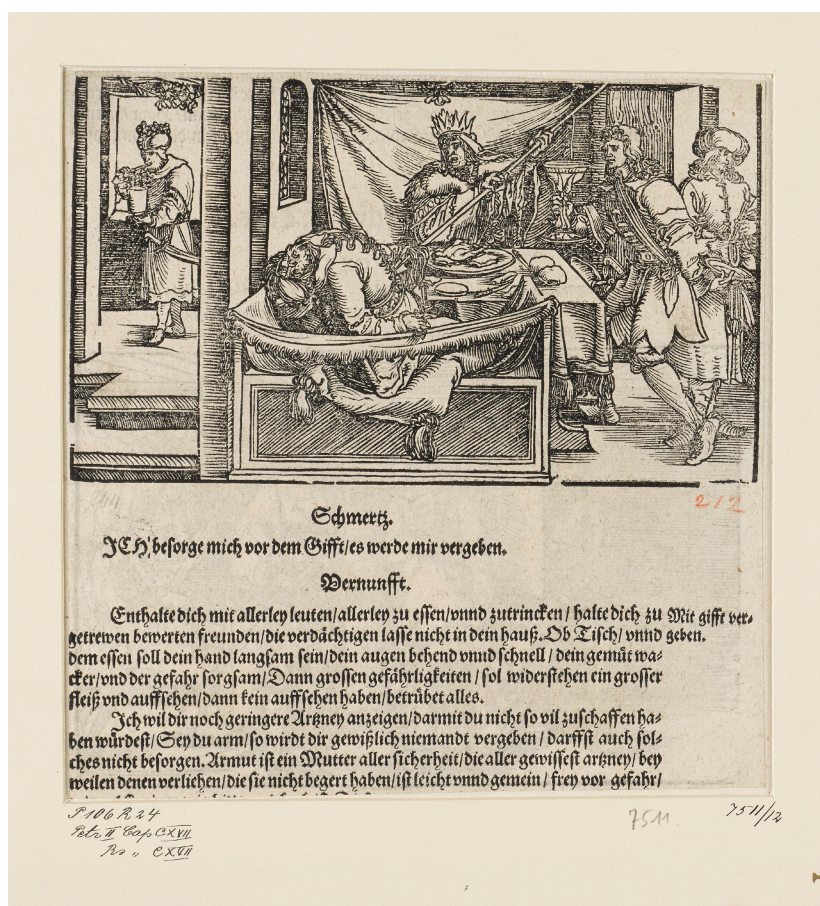 244
2/2
Schmertz.
JCH besorge mich vor dem Gifft/es werde mir vergeben.
Vernunfft.
Enthalte dich mit allerley leuten/allerley zu essen/vnnd zutrincken/halte dich zu
getrewen bewerten freunden/die verdächtigen lasse nicht in dein hauß. Ob Tisch/vnnd
dem essen soll dein hand langsam sein/dein augen behend vnnd schnell/dein gemüt wa-
cker/vnd der gefahr sorgsam/Dann grossen gefährligkeiten/sol widerstehen ein grosser
fleiß vnd auffsehen/dann kein auffsehen haben/betrübet alles.
Mit gifft ver-
geben.
Ich wil dir noch geringere Artzney anzeigen/darmit du nicht so vil zuschaffen ha-
ben würdest/Sey du arm/so wirdt dir gewißlich niemandt vergeben/darffst auch sol-
ches nicht besorgen. Armut ist ein Mutter aller sicherheit/die aller gewissest artzney/bey
weilen denen verliehen/die sie nicht begert haben/ist leicht vnnd gemein/frey vor gefahr/
P106 R24
Petr II Cap CXVII
Rs " CXVII
7511.
7511/12